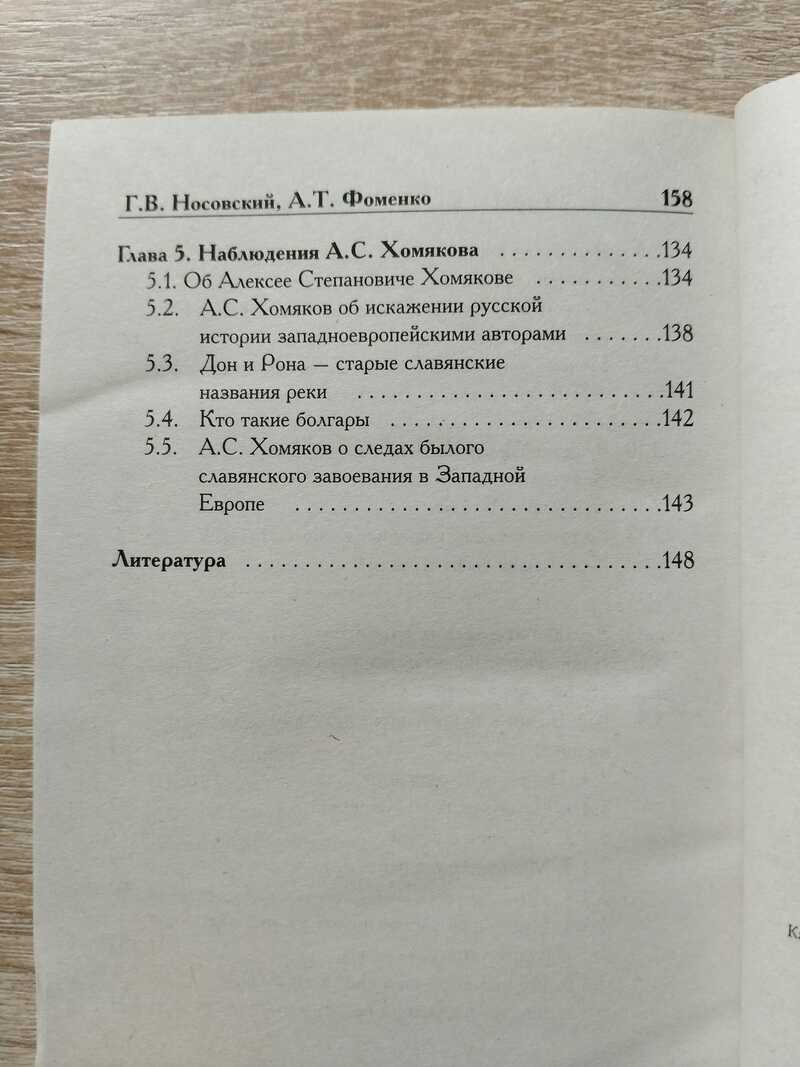 Г.В. Носовский, А.Т. Фоменко 158
Глава 5. Наблюдения А.С. Хомякова . . . . . . . . . . . . . .134
5.1. Об Алексее Степановиче Хомякове . . . . . . . . . . .134
5.2. А.С. Хомяков об искажении русской
истории западноевропейскими авторами . . . . . . .138
5.3. Дон и Рона — старые славянские
названия реки . . . . . . . . . . . . . . . . . . . . . . . . . . .141
5.4. Кто такие болгары . . . . . . . . . . . . . . . . . . . . . . . .142
5.5. А.С. Хомяков о следах былого
славянского завоевания в Западной
Европе . . . . . . . . . . . . . . . . . . . . . . . . . . . . . . . . .143
Литература . . . . . . . . . . . . . . . . . . . . . . . . . . . . . . . . . . . . .148